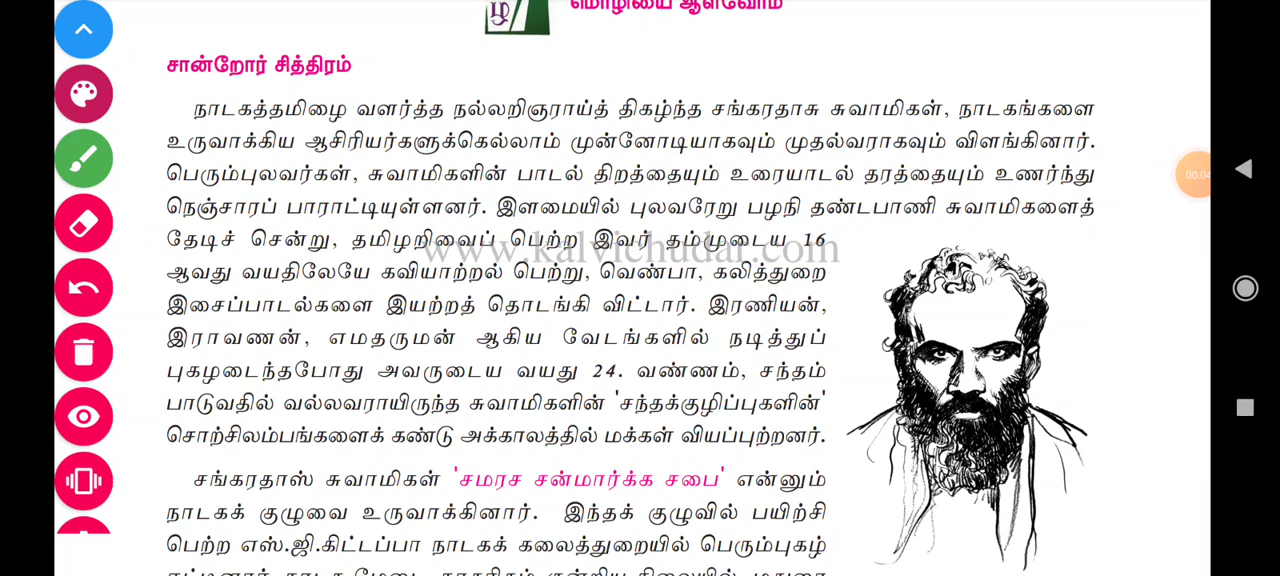 ழ
மொழியை ஆள்வோம்
சான்றோர் சித்திரம்
நாடகத்தமிழை வளர்த்த நல்லறிஞராய்த் திகழ்ந்த சங்கரதாசு சுவாமிகள், நாடகங்களை
உருவாக்கிய ஆசிரியர்களுக்கெல்லாம் முன்னோடியாகவும் முதல்வராகவும் விளங்கினார்.
பெரும்புலவர்கள், சுவாமிகளின் பாடல் திறத்தையும் உரையாடல் தரத்தையும் உணர்ந்து
நெஞ்சாரப் பாராட்டியுள்ளனர். இளமையில் புலவரேறு பழநி தண்டபாணி சுவாமிகளைத்
தேடிச் சென்று, தமிழறிவைப் பெற்ற இவர் தம்முடைய 16
www.kalvichudar.com
ஆவது வயதிலேயே கவியாற்றல் பெற்று, வெண்பா, கலித்துறை
இசைப்பாடல்களை இயற்றத் தொடங்கி விட்டார். இரணியன்,
இராவணன், எமதருமன் ஆகிய வேடங்களில் நடித்துப்
புகழடைந்தபோது அவருடைய வயது 24. வண்ணம், சந்தம்
பாடுவதில் வல்லவராயிருந்த சுவாமிகளின் 'சந்தக்குழிப்புகளின்'
சொற்சிலம்பங்களைக் கண்டு அக்காலத்தில் மக்கள் வியப்புற்றனர்.
சங்கரதாஸ் சுவாமிகள் 'சமரச சன்மார்க்க சபை' என்னும்
நாடகக் குழுவை உருவாக்கினார். இந்தக் குழுவில் பயிற்சி
பெற்ற எஸ்.ஜி.கிட்டப்பா நாடகக் கலைத்துறையில் பெரும்புகழ்
00:04